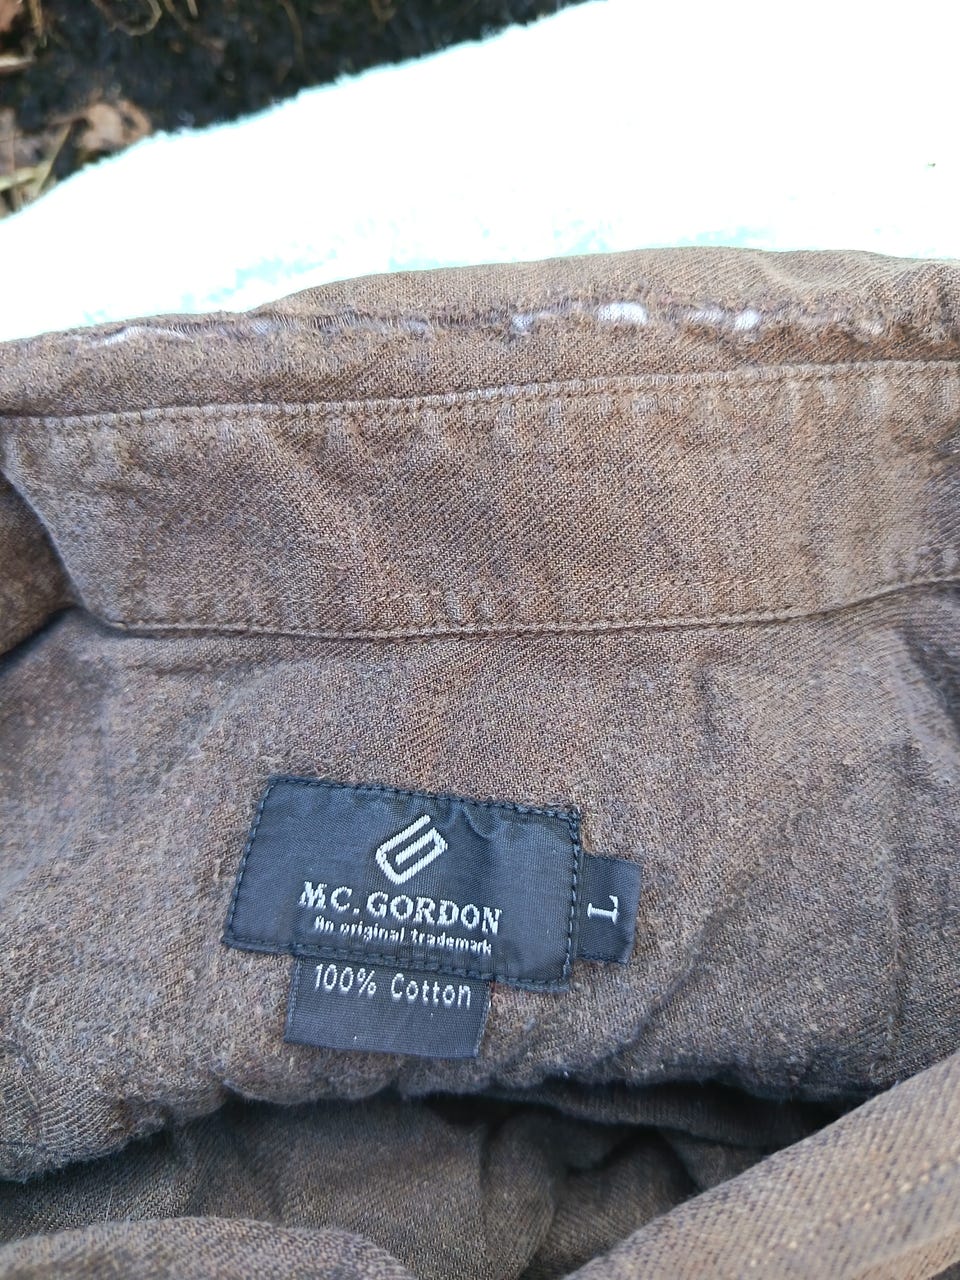 M.C. GORDON
An original trademark
L
100% Cotton